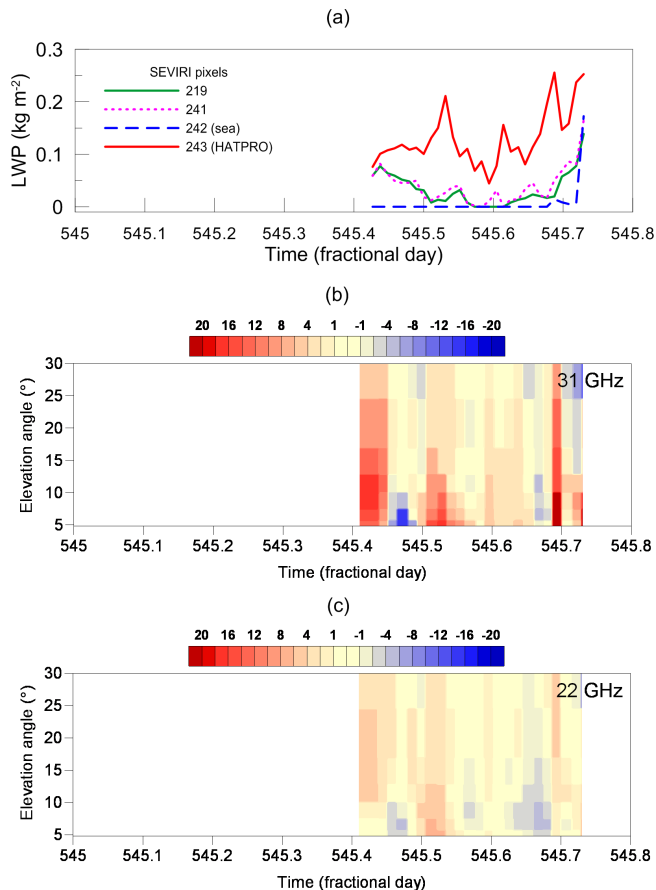 (a)
0.3
0.2
0.1
0
LWP (kg m-2)
SEVIRI pixels
219
241
242 (sea)
243 (HATPRO)
545 545.1 545.2 545.3 545.4 545.5 545.6 545.7 545.8
Time (fractional day)
(b)
20 16 12 8 4 1 -1 -4 -8 -12 -16 -20
31 GHz
30
25
20
15
10
5
Elevation angle (°)
545 545.1 545.2 545.3 545.4 545.5 545.6 545.7 545.8
Time (fractional day)
(c)
20 16 12 8 4 1 -1 -4 -8 -12 -16 -20
22 GHz
30
25
20
15
10
5
Elevation angle (°)
545 545.1 545.2 545.3 545.4 545.5 545.6 545.7 545.8
Time (fractional day)